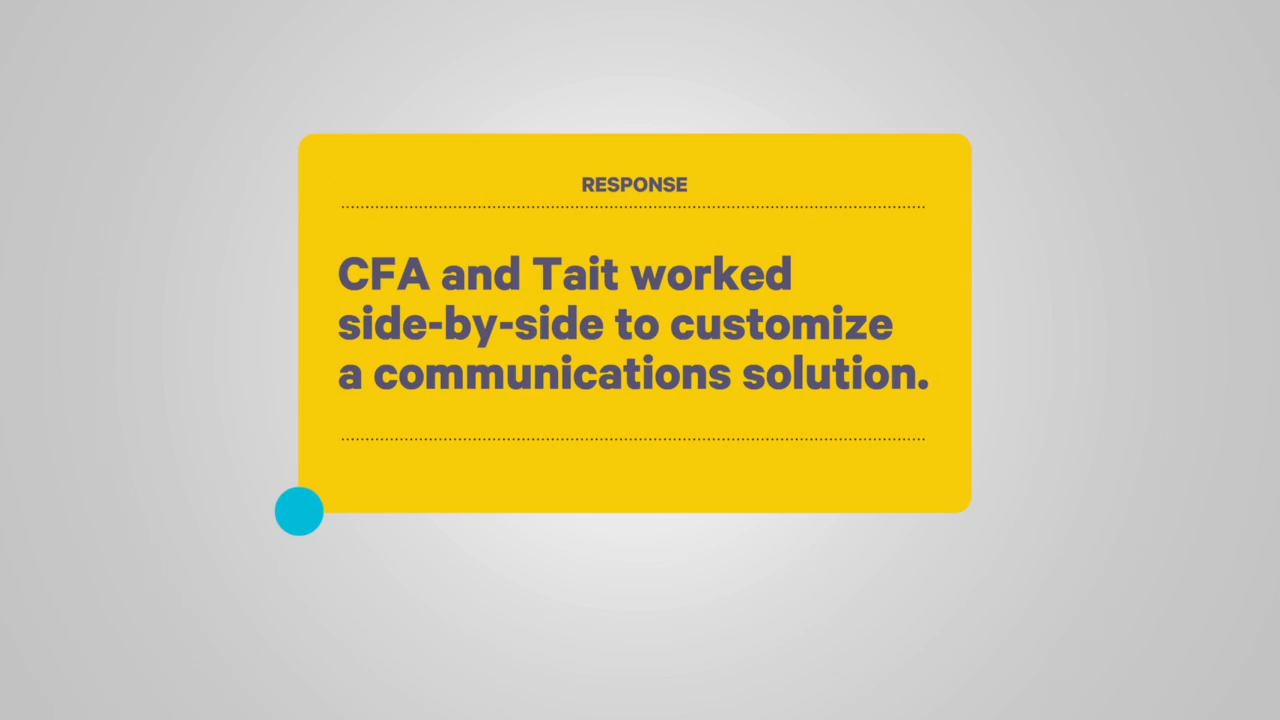 RESPONSE
CFA and Tait worked
side-by-side to customize
a communications solution.